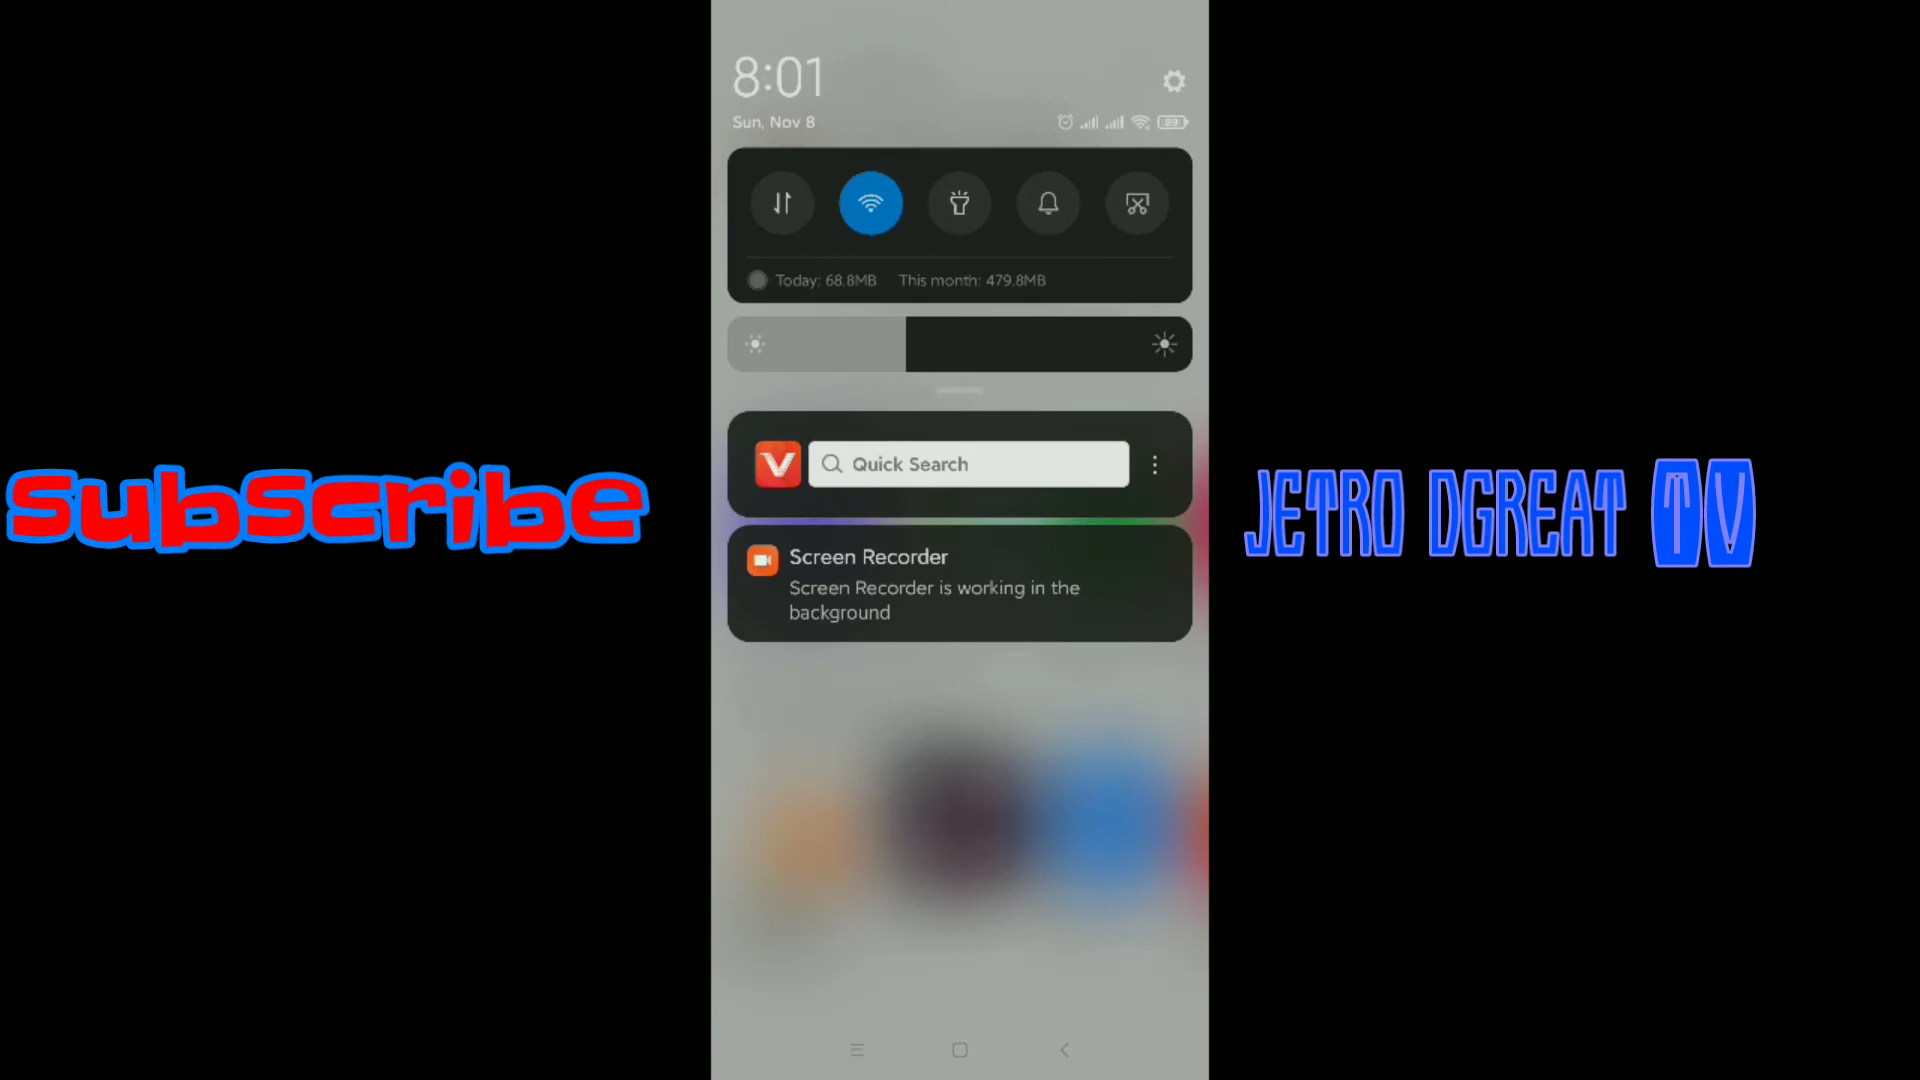 8:01
Sun, Nov 8
89
Today: 68.8MB This month: 479.8MB
Quick Search
Screen Recorder
Screen Recorder is working in the
background
Subscribe
JETRO DGREAT TV